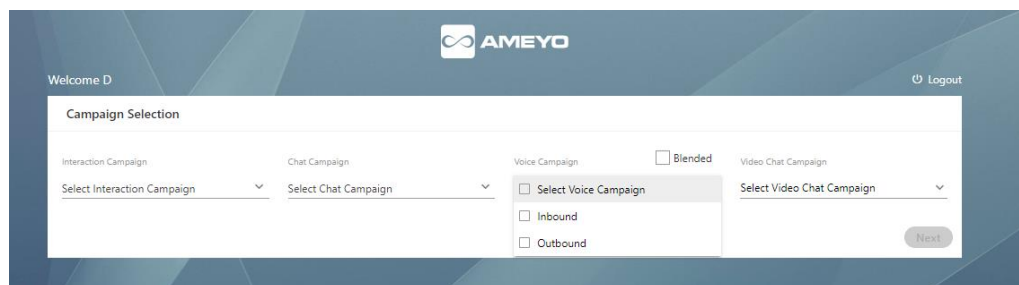 AMEYO
Welcome D
Logout
Campaign Selection
Interaction Campaign
Chat Campaign
Voice Campaign
Blended
Video Chat Campaign
Select Interaction Campaign
Select Chat Campaign
Select Voice Campaign
Select Video Chat Campaign
Inbound
Outbound
Next